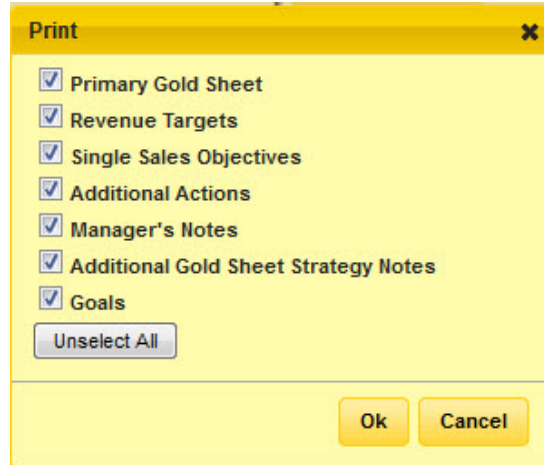 Print
Primary Gold Sheet
Revenue Targets
Single Sales Objectives
Additional Actions
Manager's Notes
Additional Gold Sheet Strategy Notes
Goals
Unselect All
Ok Cancel